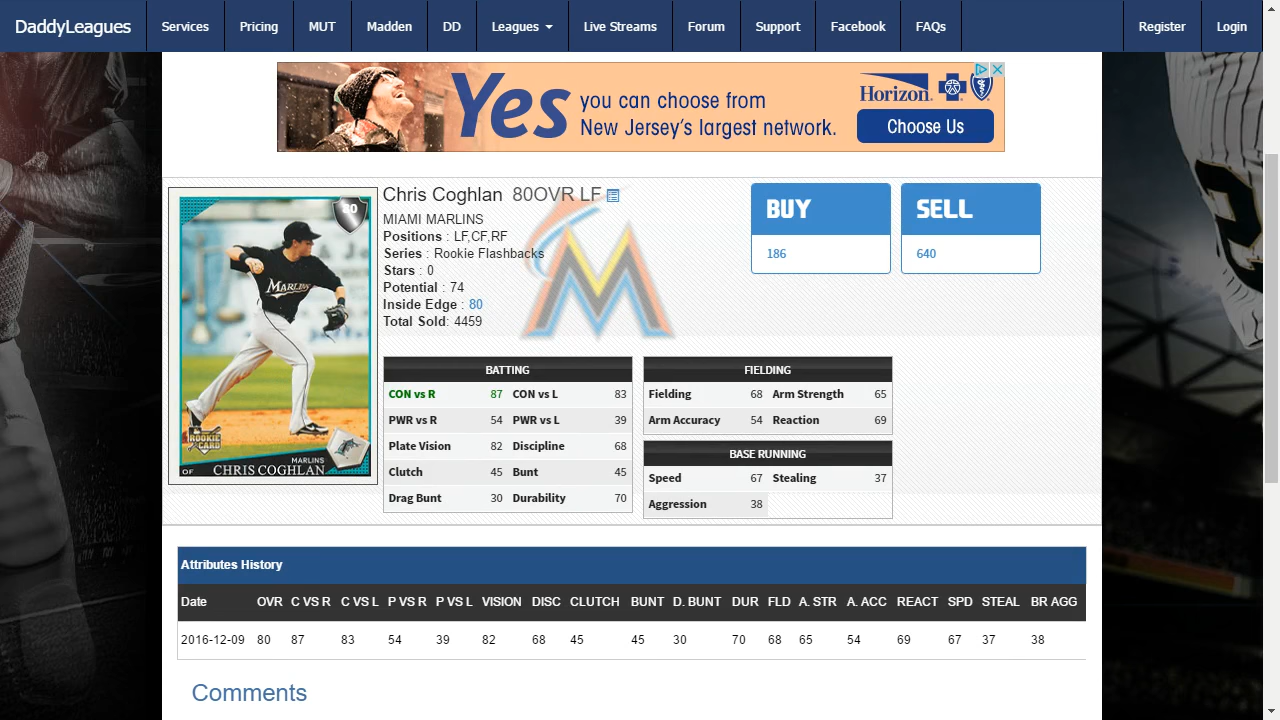 DaddyLeagues Services Pricing MUT Madden DD Leagues Live Streams Forum Support Facebook FAQs Register Login
Yes you can choose from
New Jersey's largest network.
Horizon
Choose Us
80
ROOKIE
CARD
MARLINS
OF CHRIS COGHLAN
MARLINS
Chris Coghlan 80OVR LF
MIAMI MARLINS
Positions : LF,CF,RF
Series : Rookie Flashbacks
Stars : 0
Potential : 74
Inside Edge : 80
Total Sold: 4459
BUY
186
SELL
640
BATTING
CON vs R 87 CON vs L 83
PWR vs R 54 PWR vs L 39
Plate Vision 82 Discipline 68
Clutch 45 Bunt 45
Drag Bunt 30 Durability 70
FIELDING
Fielding 68 Arm Strength 65
Arm Accuracy 54 Reaction 69
BASE RUNNING
Speed 67 Stealing 37
Aggression 38
Attributes History
Date OVR C VS R C VS L P VS R P VS L VISION DISC CLUTCH BUNT D. BUNT DUR FLD A. STR A. ACC REACT SPD STEAL BR AGG
2016-12-09 80 87 83 54 39 82 68 45 45 30 70 68 65 54 69 67 37 38
Comments